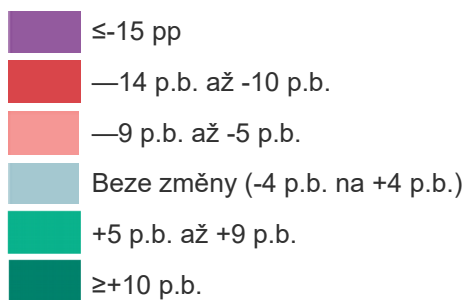 ≤-15 pp
—14 p.b. až -10 p.b.
—9 p.b. až -5 p.b.
Beze změny (-4 p.b. na +4 p.b.)
+5 p.b. až +9 p.b.
≥+10 p.b.